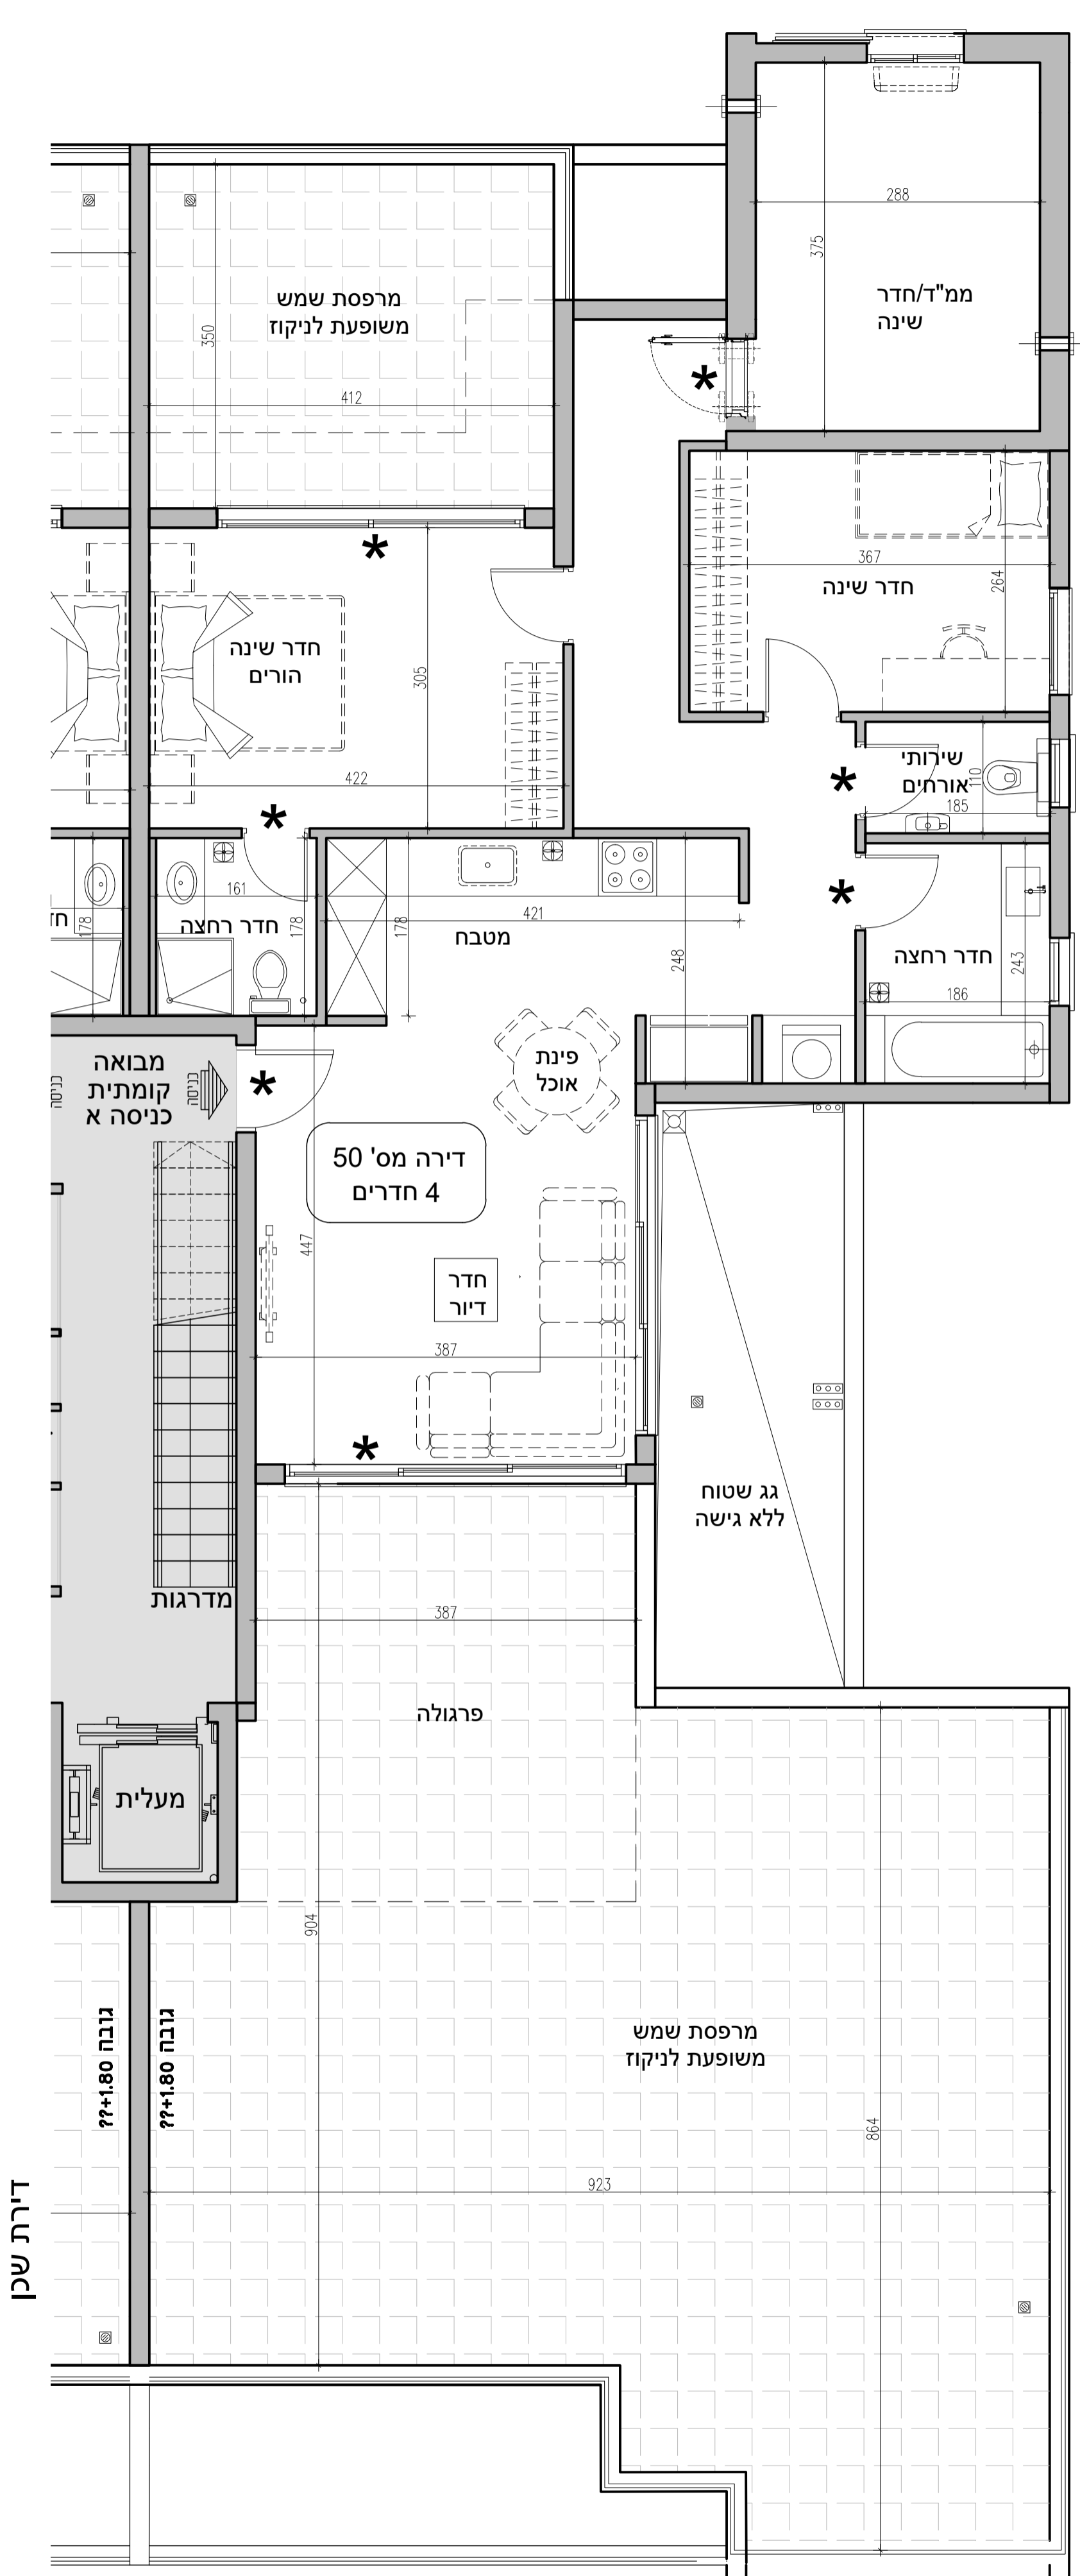 288
375
ממ"ד/חדר
שינה
מרפסת שמש
משופעת לניקוז
350
412
*
*
367
264
חדר שינה
חדר שינה
הורים
305
422
*
*
שירותי
אורחים
110
185
*
חד
178
161
חדר רחצה
178
178
421
מטבח
248
חדר רחצה
243
186
מבואה
קומתית
כניסה א
כניסה
כניסה
*
פינת
אוכל
דירה מס' 50
4 חדרים
447
חדר
דיור
387
*
גג שטוח
ללא גישה
מדרגות
387
פרגולה
מעלית
904
גובה 1.80+??
גובה 1.80+??
מרפסת שמש
משופעת לניקוז
864
923
דירת שכן